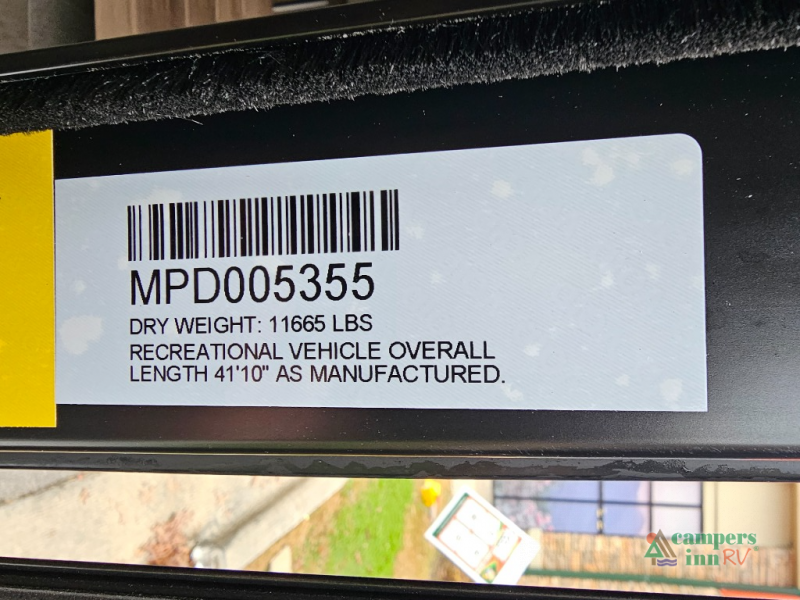 MPD005355
DRY WEIGHT: 11665 LBS
RECREATIONAL VEHICLE OVERALL
LENGTH 41'10" AS MANUFACTURED.
campers
inn RV